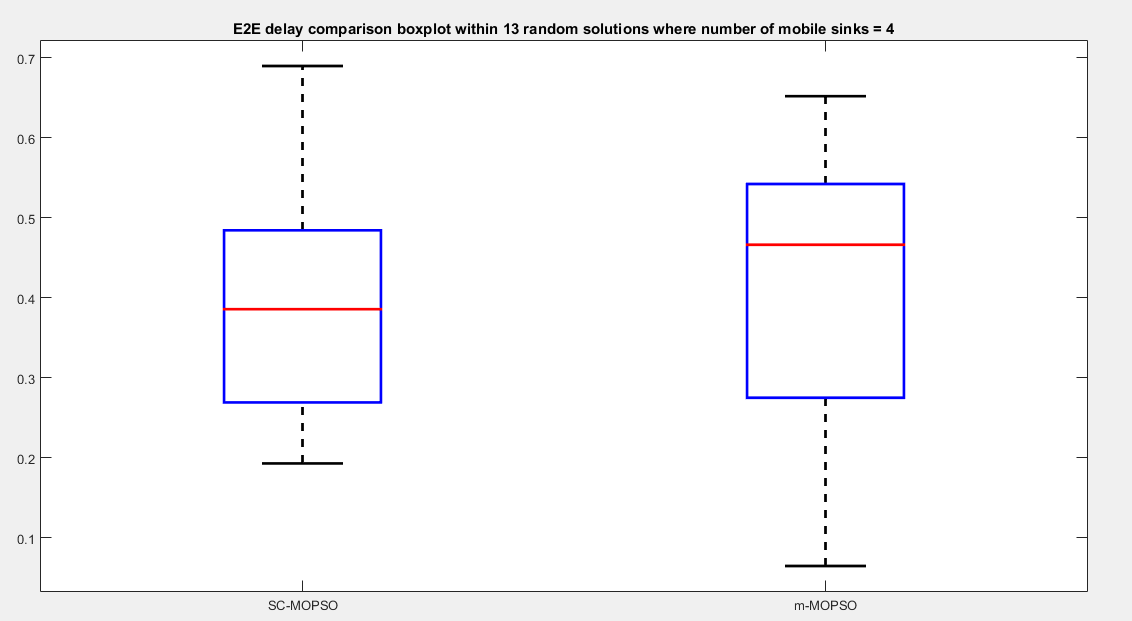 E2E delay comparison boxplot within 13 random solutions where number of mobile sinks = 4
0.7
0.6
0.5
0.4
0.3
0.2
0.1
SC-MOPSO
m-MOPSO